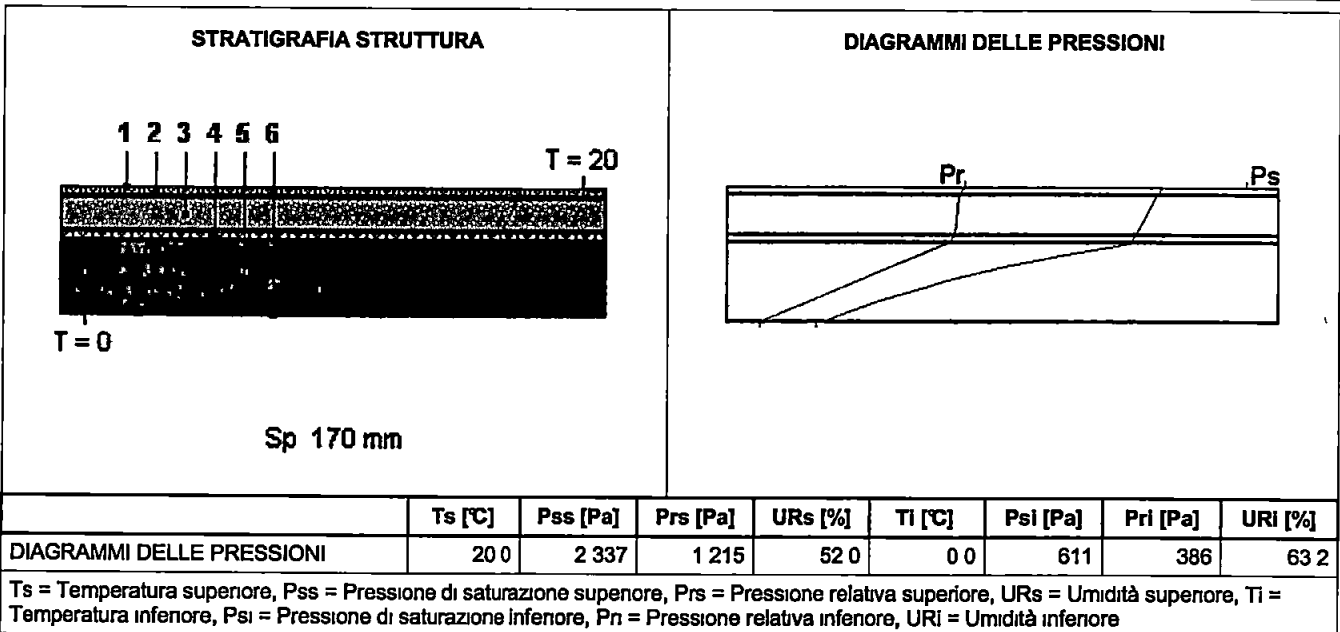 STRATIGRAFIA STRUTTURA
1 2 3 4 5 6
T = 20
T = 0
Sp 170 mm
DIAGRAMMI DELLE PRESSIONI
Pr
Ps
Ts [°C] Pss [Pa] Prs [Pa] URs [%] Ti [°C] Psi [Pa] Pri [Pa] URi [%]
DIAGRAMMI DELLE PRESSIONI 20 0 2 337 1 215 52 0 0 0 611 386 63 2
Ts = Temperatura superiore, Pss = Pressione di saturazione superiore, Prs = Pressione relativa superiore, URs = Umidità superiore, Ti =
Temperatura inferiore, Psi = Pressione di saturazione inferiore, Pri = Pressione relativa inferiore, URi = Umidità inferiore